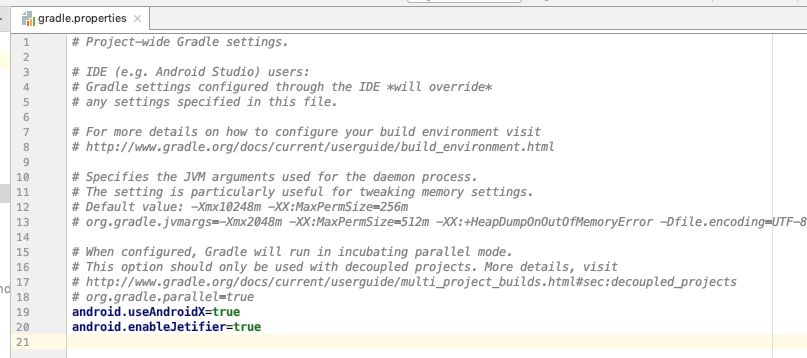 gradle.properties
1 # Project-wide Gradle settings.
2
3 # IDE (e.g. Android Studio) users:
4 # Gradle settings configured through the IDE *will override*
5 # any settings specified in this file.
6
7 # For more details on how to configure your build environment visit
8 # http://www.gradle.org/docs/current/userguide/build_environment.html
9
10 # Specifies the JVM arguments used for the daemon process.
11 # The setting is particularly useful for tweaking memory settings.
12 # Default value: -Xmx10248m -XX:MaxPermSize=256m
13 # org.gradle.jvmargs=-Xmx2048m -XX:MaxPermSize=512m -XX:+HeapDumpOnOutOfMemoryError -Dfile.encoding=UTF-8
14
15 # When configured, Gradle will run in incubating parallel mode.
16 # This option should only be used with decoupled projects. More details, visit
17 # http://www.gradle.org/docs/current/userguide/multi_project_builds.html#sec:decoupled_projects
18 # org.gradle.parallel=true
19 android.useAndroidX=true
20 android.enableJetifier=true
21